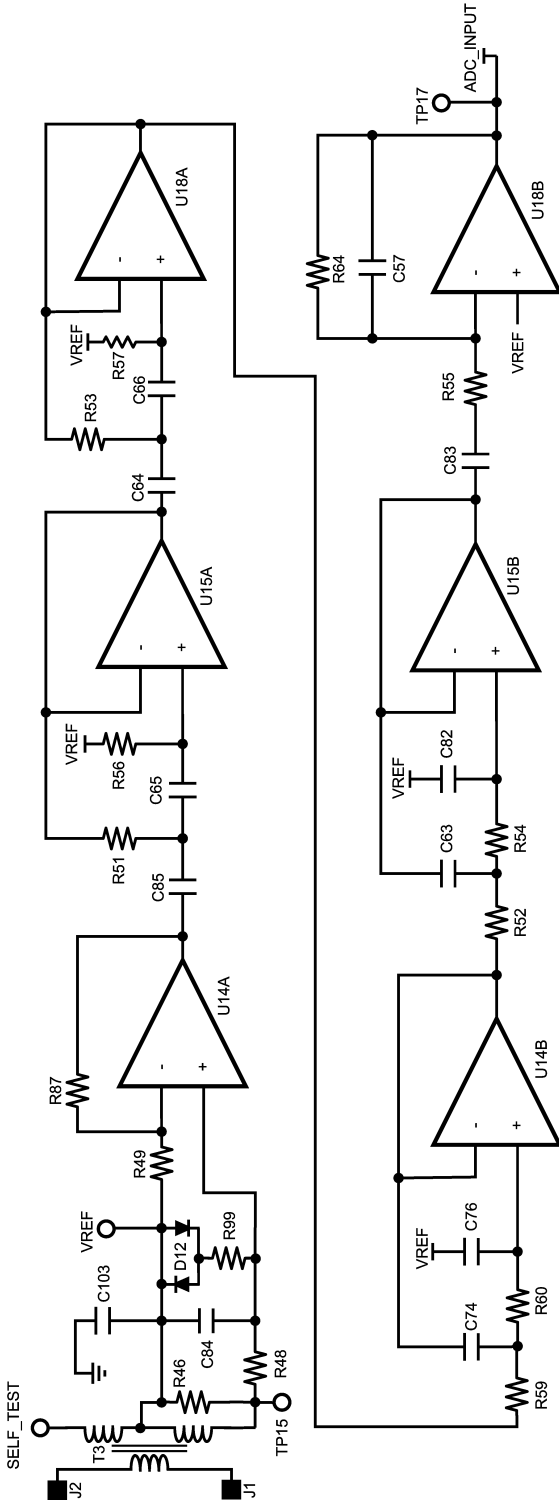 SELF_TEST
J2
J1
T3
TP15
R46
R48
C84
C103
VREF
D12
R99
R49
R87
-
+
U14A
C85
R51
C65
R56
VREF
-
+
U15A
C64
R53
C66
R57
VREF
-
+
U18A
R59
C74
R60
C76
VREF
-
+
U14B
R52
C63
R54
C82
VREF
-
+
U15B
C83
R55
R64
C57
VREF
-
+
U18B
TP17
ADC_INPUT